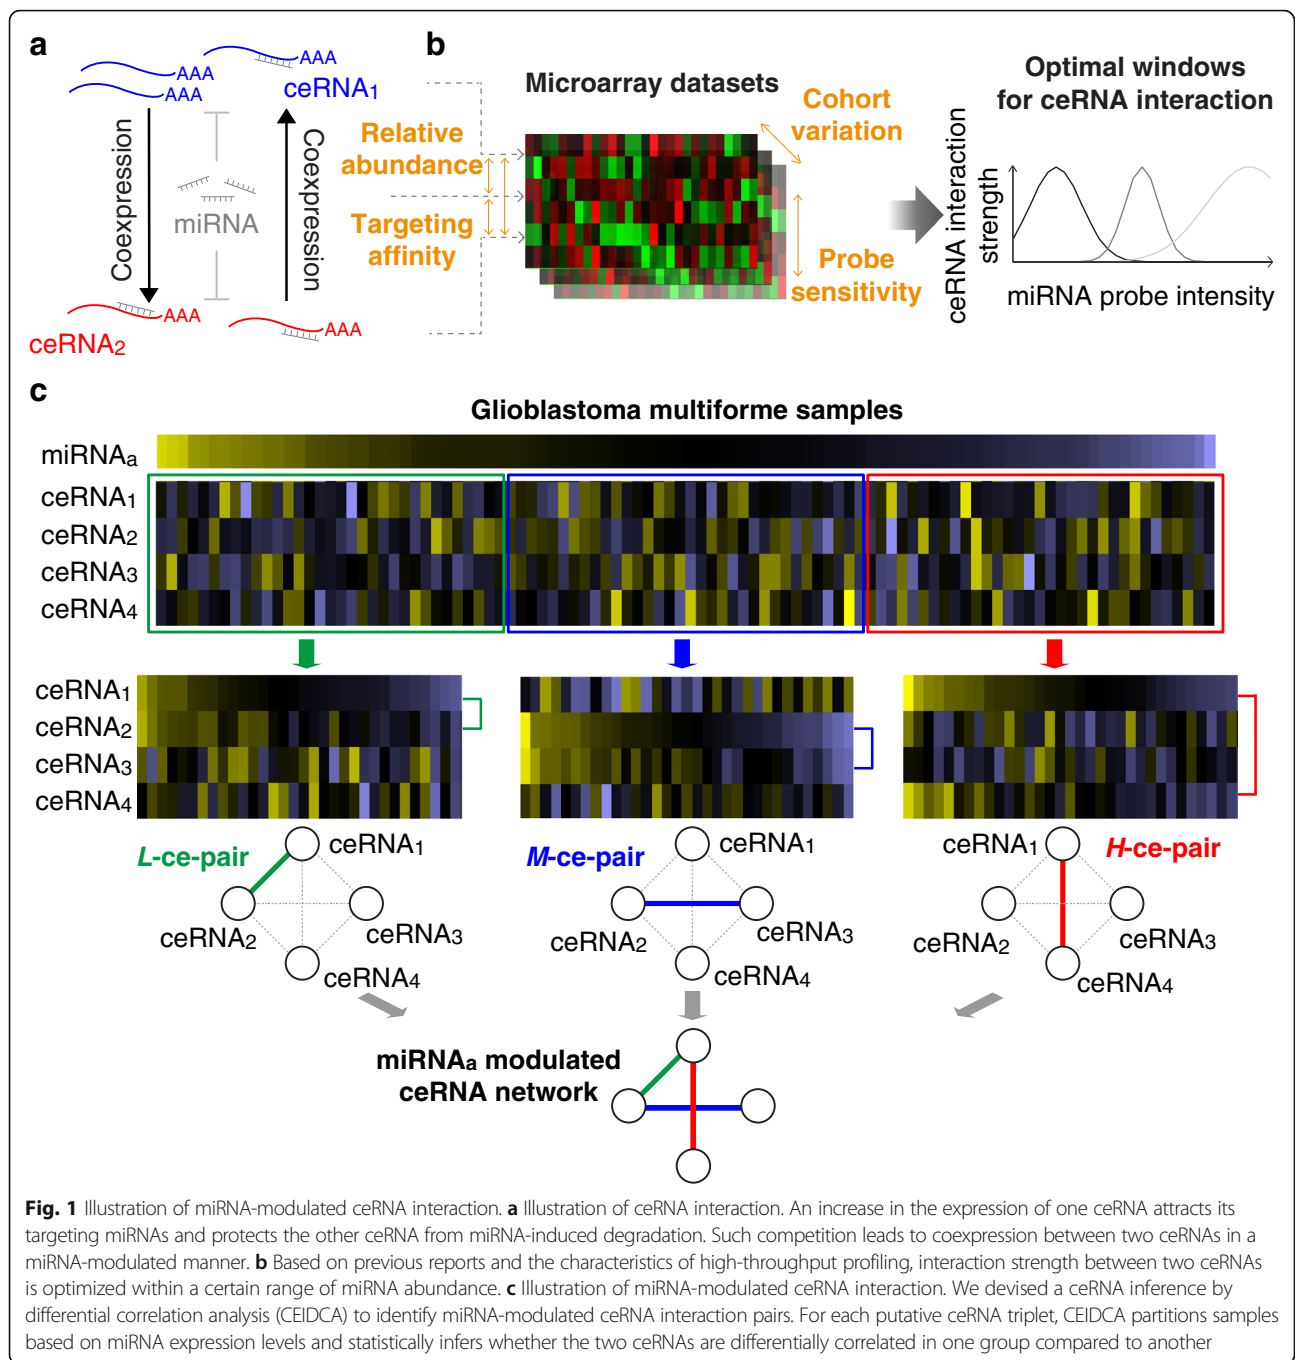 a
AAA
AAA
AAA
ceRNA1
Coexpression
miRNA
Coexpression
AAA
AAA
ceRNA2
b
Microarray datasets
Relative
abundance
Targeting
affinity
Cohort
variation
Probe
sensitivity
Optimal windows
for ceRNA interaction
ceRNA interaction
strength
miRNA probe intensity
c
Glioblastoma multiforme samples
miRNAa
ceRNA1
ceRNA2
ceRNA3
ceRNA4
ceRNA1
ceRNA2
ceRNA3
ceRNA4
L-ce-pair
ceRNA1
ceRNA2
ceRNA3
ceRNA4
M-ce-pair
ceRNA1
ceRNA2
ceRNA3
ceRNA4
ceRNA1
H-ce-pair
ceRNA2
ceRNA3
ceRNA4
miRNAa modulated
ceRNA network
Fig. 1 Illustration of miRNA-modulated ceRNA interaction. a Illustration of ceRNA interaction. An increase in the expression of one ceRNA attracts its
targeting miRNAs and protects the other ceRNA from miRNA-induced degradation. Such competition leads to coexpression between two ceRNAs in a
miRNA-modulated manner. b Based on previous reports and the characteristics of high-throughput profiling, interaction strength between two ceRNAs
is optimized within a certain range of miRNA abundance. c Illustration of miRNA-modulated ceRNA interaction. We devised a ceRNA inference by
differential correlation analysis (CEIDCA) to identify miRNA-modulated ceRNA interaction pairs. For each putative ceRNA triplet, CEIDCA partitions samples
based on miRNA expression levels and statistically infers whether the two ceRNAs are differentially correlated in one group compared to another